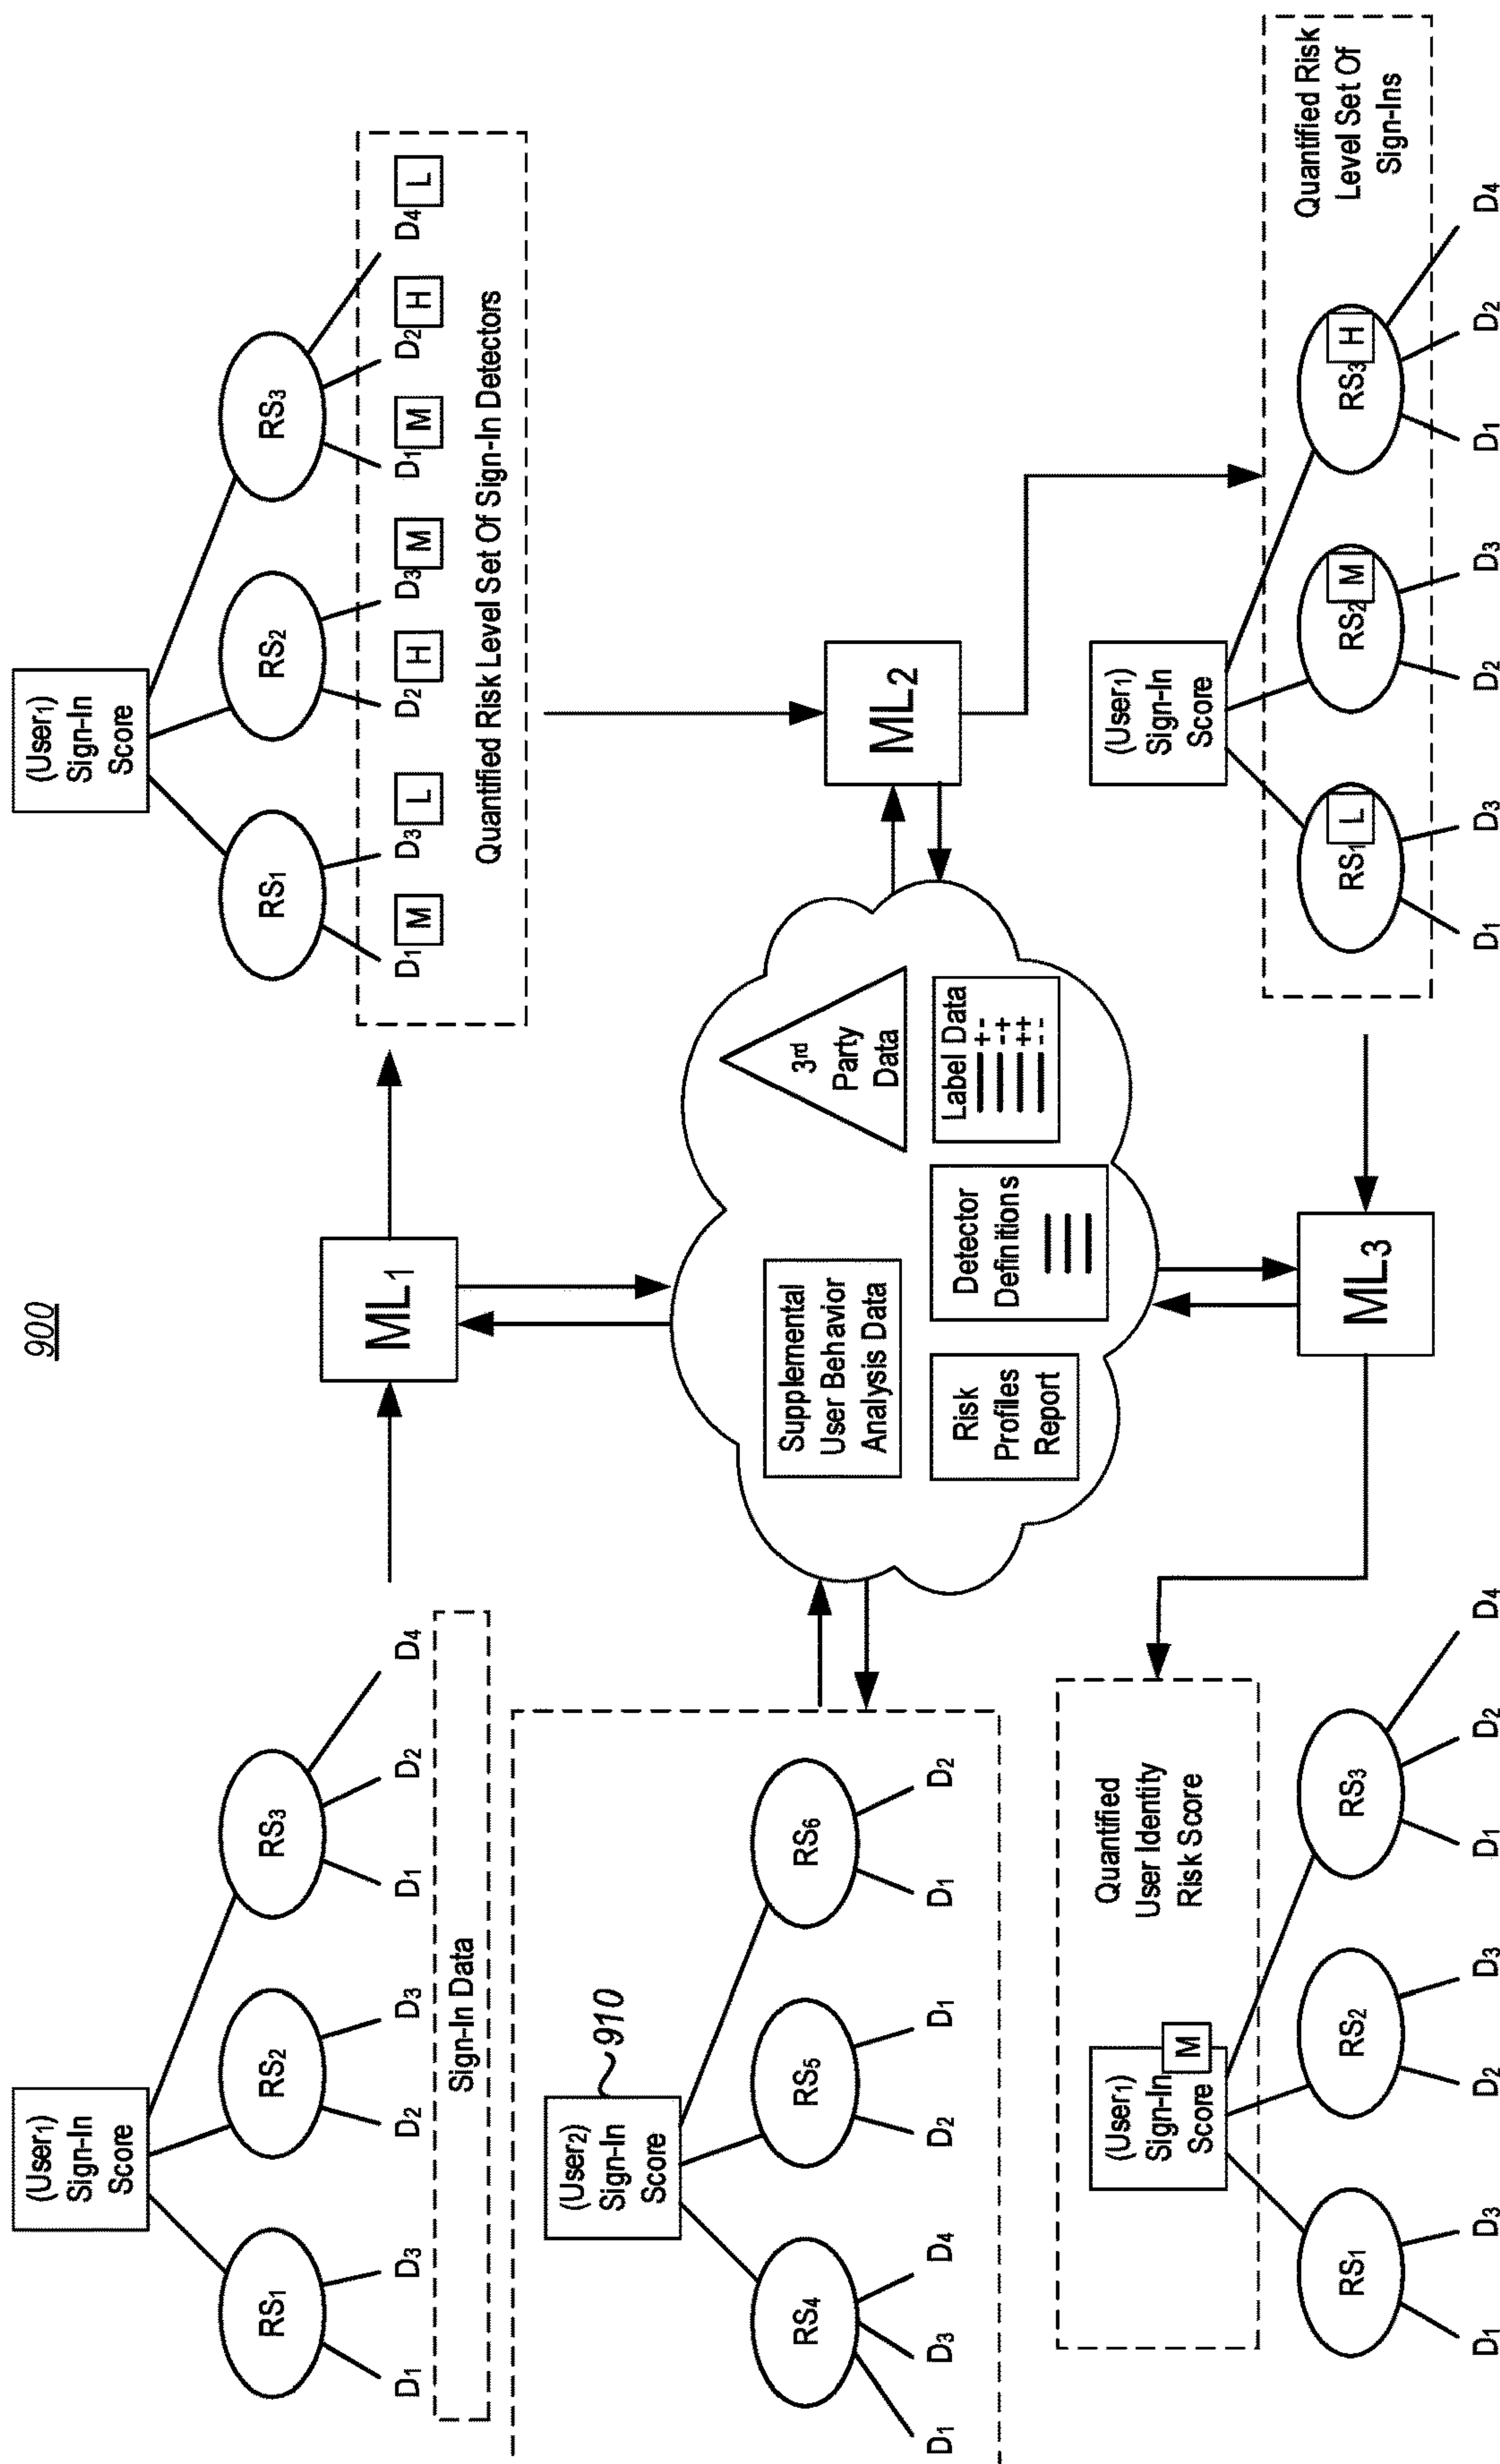 900
(User1)
Sign-In
Score
RS1
RS2
RS3
D1
D3
D2
D3
D1
D2
D4
Sign-In Data
ML1
(User1)
Sign-In
Score
RS1
RS2
RS3
D1 M
D3 L
D2 H
D3 M
D1 M
D2 H
D4 L
Quantified Risk Level Set Of Sign-In Detectors
(User2)
Sign-In
Score
910
RS4
RS5
RS6
D1
D3
D4
D2
D1
D1
D2
Supplemental
User Behavior
Analysis Data
3rd
Party
Data
Risk
Profiles
Report
Detector
Definitions
Label Data
+-
-+
++
--
ML2
(User1)
Sign-In
Score
M
Quantified
User Identity
Risk Score
RS1
RS2
RS3
D1
D3
D2
D3
D1
D2
D4
ML3
(User1)
Sign-In
Score
Quantified Risk
Level Set Of
Sign-Ins
RS1 L
RS2 M
RS3 H
D1
D3
D2
D3
D1
D2
D4